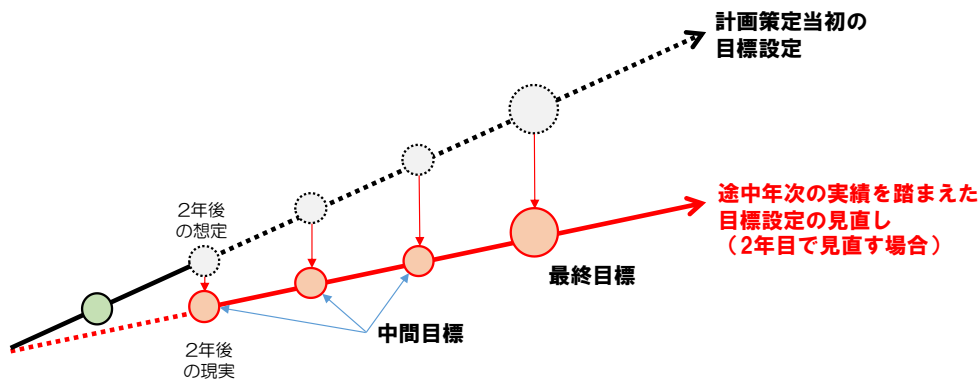 計画策定当初の
目標設定
2年後
の想定
途中年次の実績を踏まえた
目標設定の見直し
（2年目で見直す場合）
最終目標
中間目標
2年後
の現実